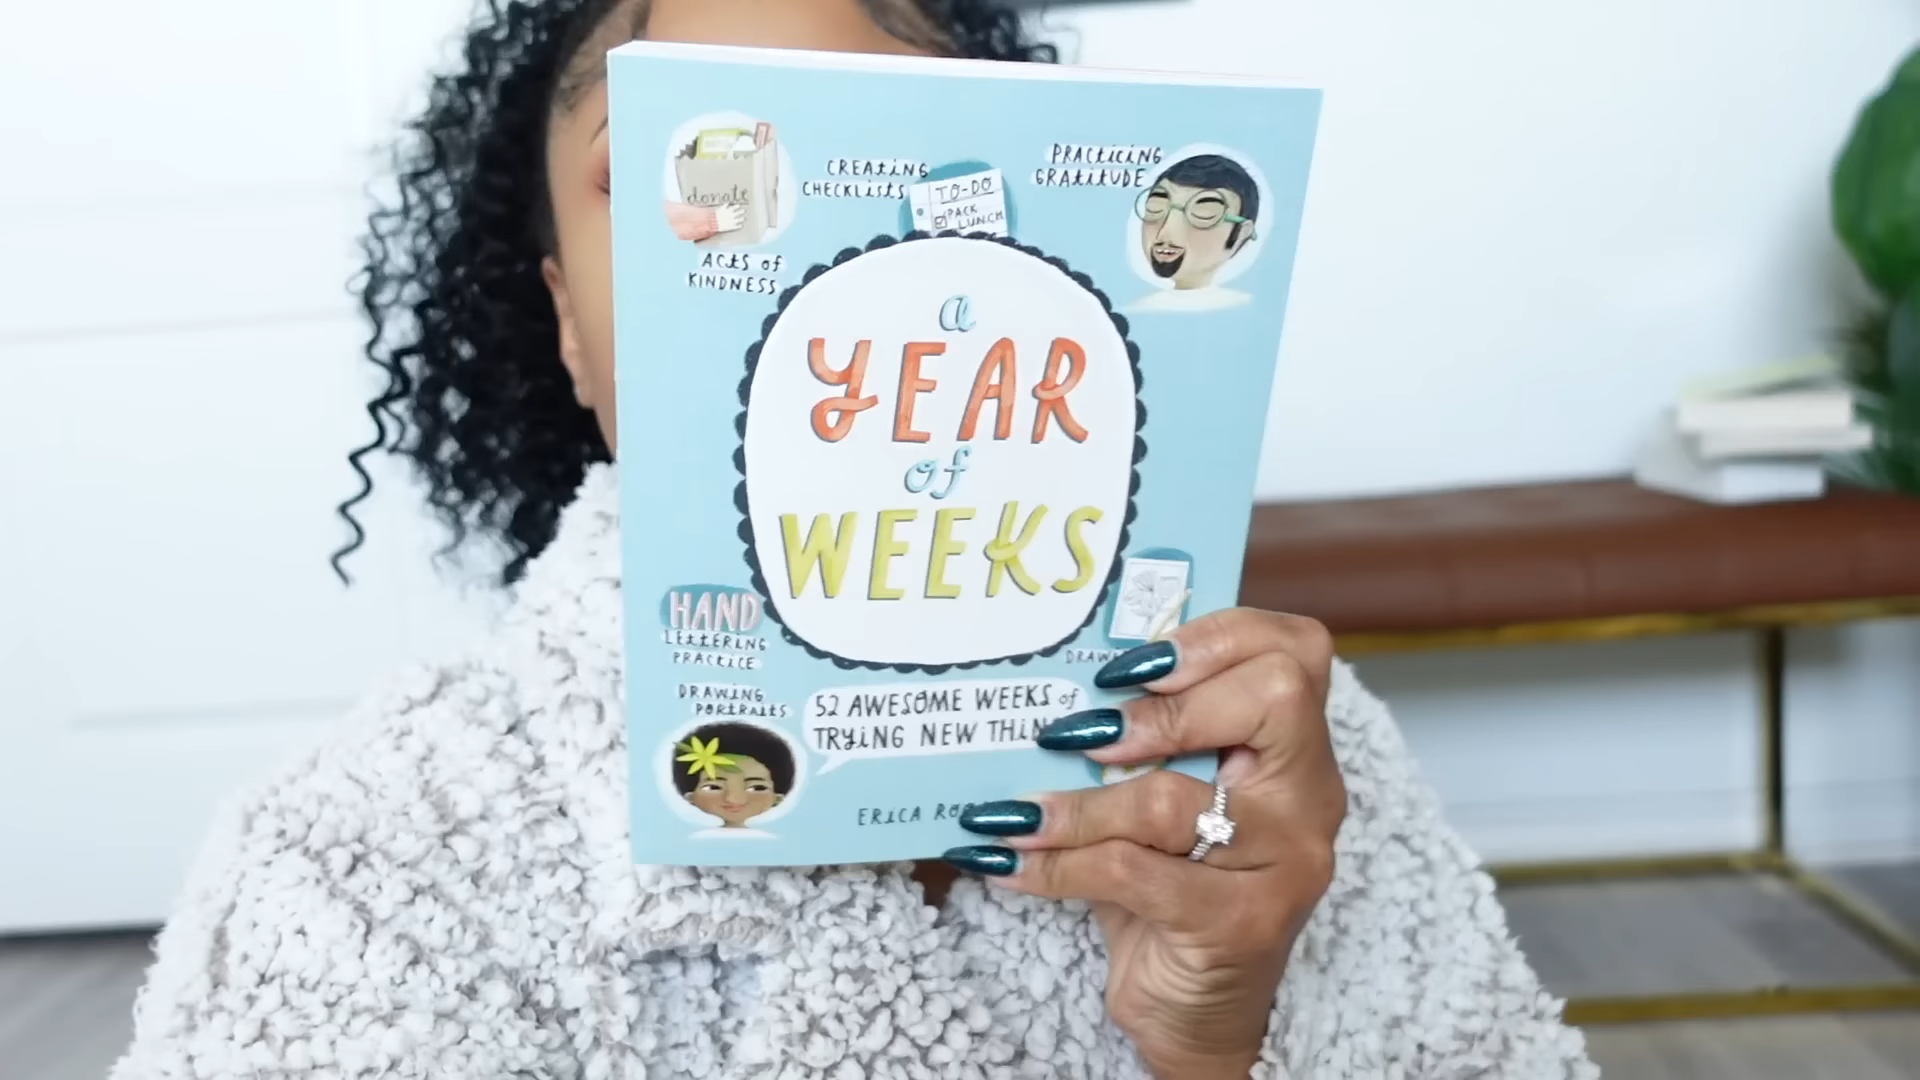 donate
ACTS of
KINDNESS
CREATING
CHECKLISTS
TO-DO
PACK
LUNCH
PRACTICING
GRATITUDE
a
YEAR
of
WEEKS
HAND
LETTERING
PRACTICE
DRAWING
PORTRAITS
52 AWESOME WEEKS of
TRYING NEW
ERICA